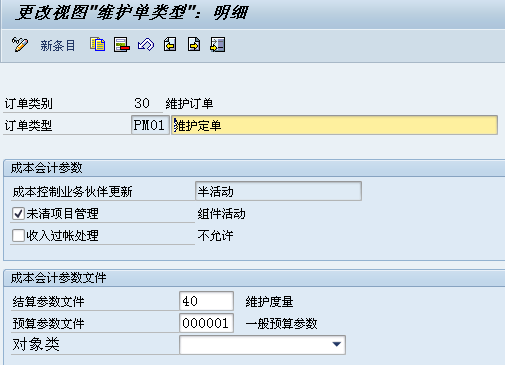 更改视图"维护单类型": 明细
新条目
订单类别 30 维护订单
订单类型 PM01 维护定单
成本会计参数
成本控制业务伙伴更新 半活动
未清项目管理 组件活动
收入过帐处理 不允许
成本会计参数文件
结算参数文件 40 维护度量
预算参数文件 000001 一般预算参数
对象类